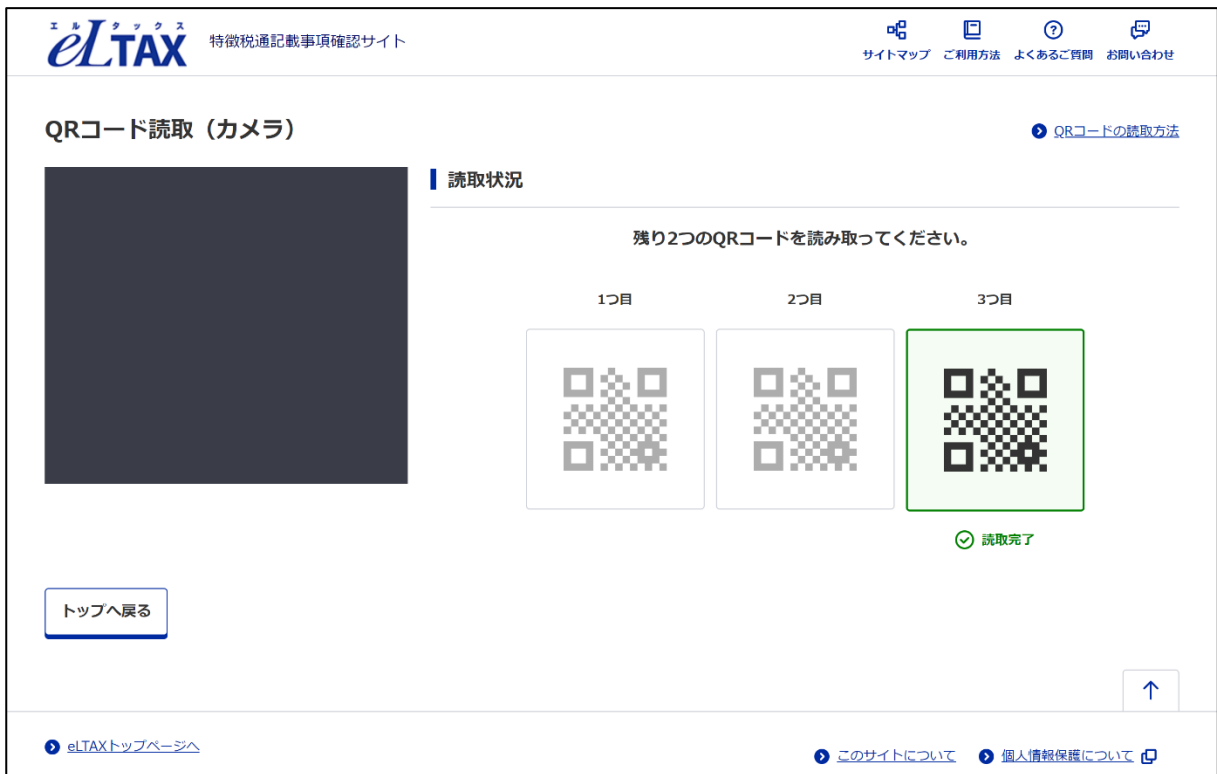 エルタックス
eLTAX
特徴税通記載事項確認サイト
サイトマップ
ご利用方法
よくあるご質問
お問い合わせ
QRコード読取（カメラ）
QRコードの読取方法
読取状況
残り2つのQRコードを読み取ってください。
1つ目
2つ目
3つ目
読取完了
トップへ戻る
eLTAXトップページへ
このサイトについて
個人情報保護について